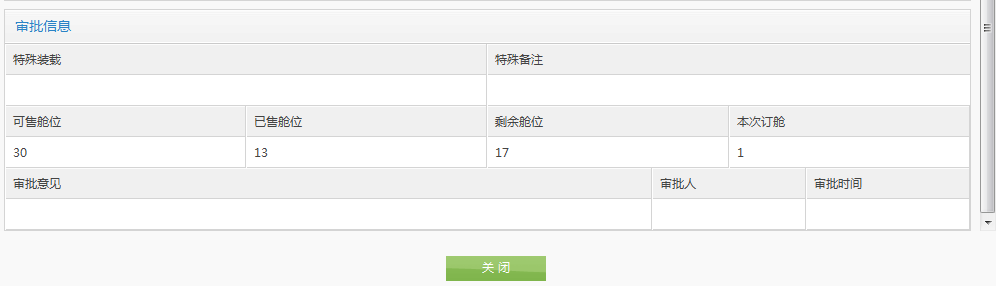 审批信息
特殊装载 特殊备注
可售舱位 已售舱位 剩余舱位 本次订舱
30 13 17 1
审批意见 审批人 审批时间
关 闭